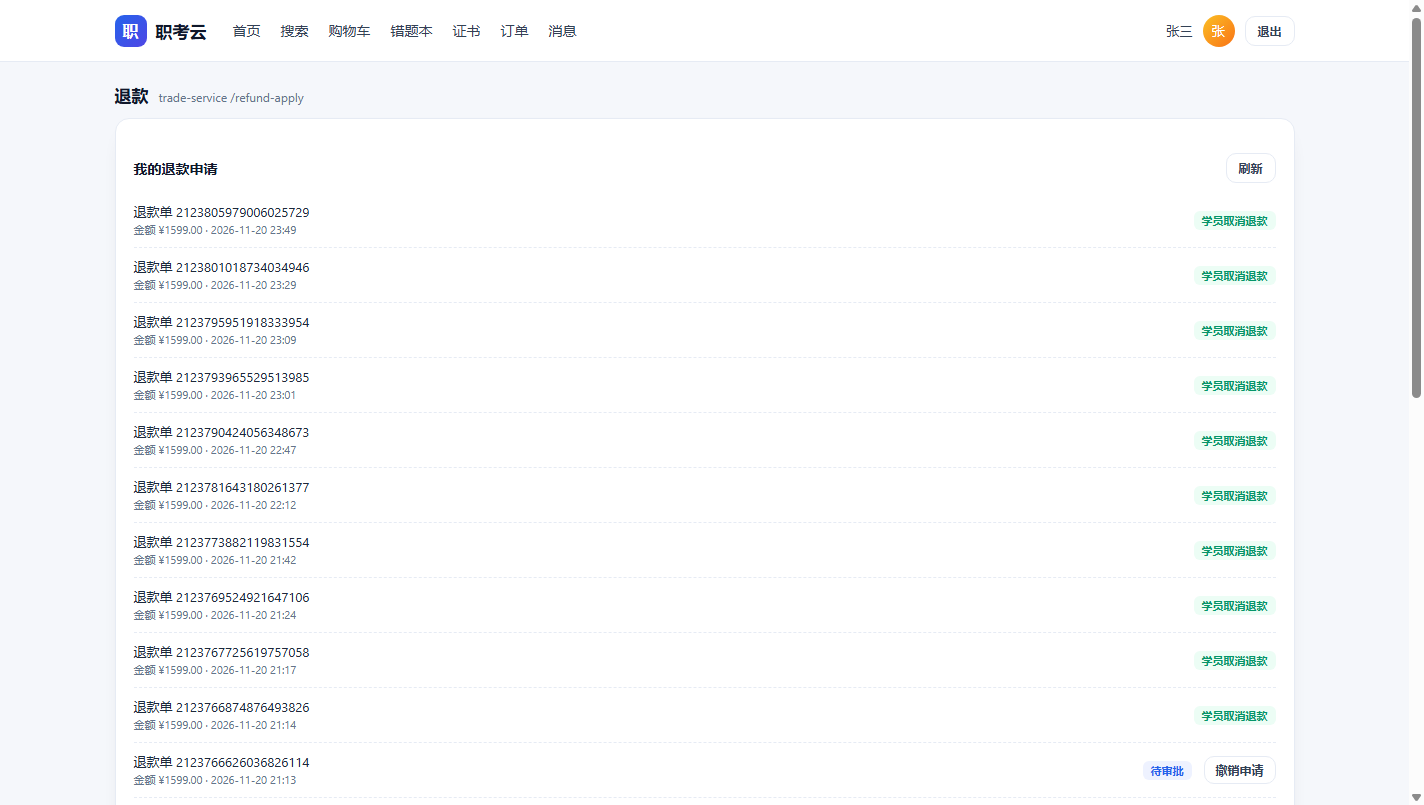 职 职考云 首页 搜索 购物车 错题本 证书 订单 消息 张三 张 退出
退款 trade-service /refund-apply
我的退款申请 刷新
退款单 2123805979006025729
金额 ¥1599.00 · 2026-11-20 23:49
学员取消退款
退款单 2123801018734034946
金额 ¥1599.00 · 2026-11-20 23:29
学员取消退款
退款单 2123795951918333954
金额 ¥1599.00 · 2026-11-20 23:09
学员取消退款
退款单 2123793965529513985
金额 ¥1599.00 · 2026-11-20 23:01
学员取消退款
退款单 2123790424056348673
金额 ¥1599.00 · 2026-11-20 22:47
学员取消退款
退款单 2123781643180261377
金额 ¥1599.00 · 2026-11-20 22:12
学员取消退款
退款单 2123773882119831554
金额 ¥1599.00 · 2026-11-20 21:42
学员取消退款
退款单 2123769524921647106
金额 ¥1599.00 · 2026-11-20 21:24
学员取消退款
退款单 2123767725619757058
金额 ¥1599.00 · 2026-11-20 21:17
学员取消退款
退款单 2123766874876493826
金额 ¥1599.00 · 2026-11-20 21:14
学员取消退款
退款单 2123766626036826114
金额 ¥1599.00 · 2026-11-20 21:13
待审批 撤销申请